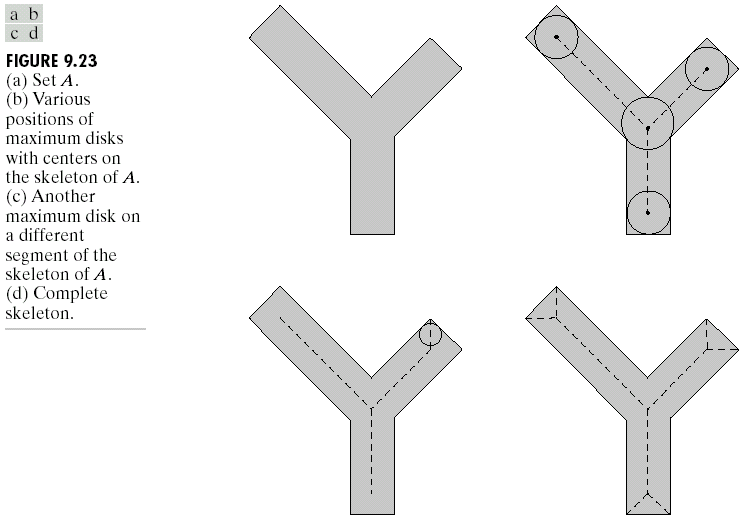 a b
c d
FIGURE 9.23
(a) Set A.
(b) Various
positions of
maximum disks
with centers on
the skeleton of A.
(c) Another
maximum disk on
a different
segment of the
skeleton of A.
(d) Complete
skeleton.